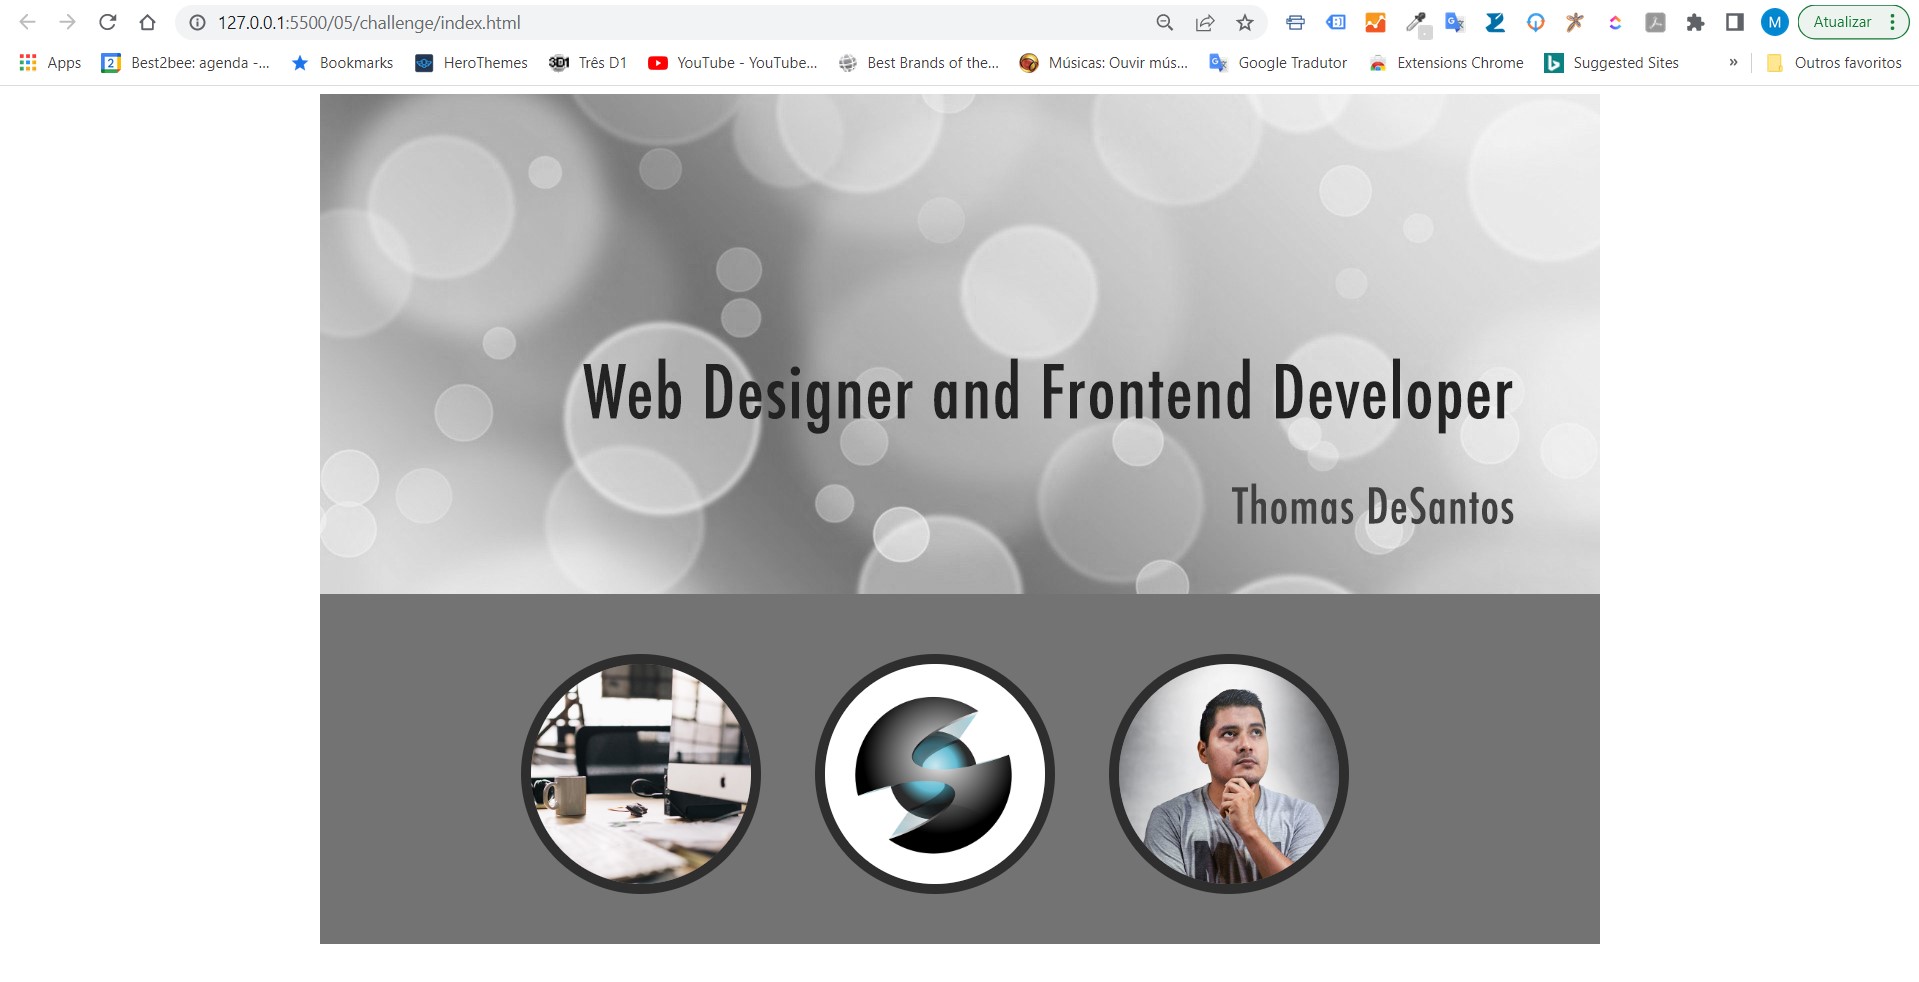 127.0.0.1:5500/05/challenge/index.html
M
Atualizar
Apps
2
Best2bee: agenda -...
Bookmarks
HeroThemes
3D1
Três D1
YouTube - YouTube...
Best Brands of the...
Músicas: Ouvir mús...
Google Tradutor
Extensions Chrome
Suggested Sites
»
Outros favoritos
Web Designer and Frontend Developer
Thomas DeSantos